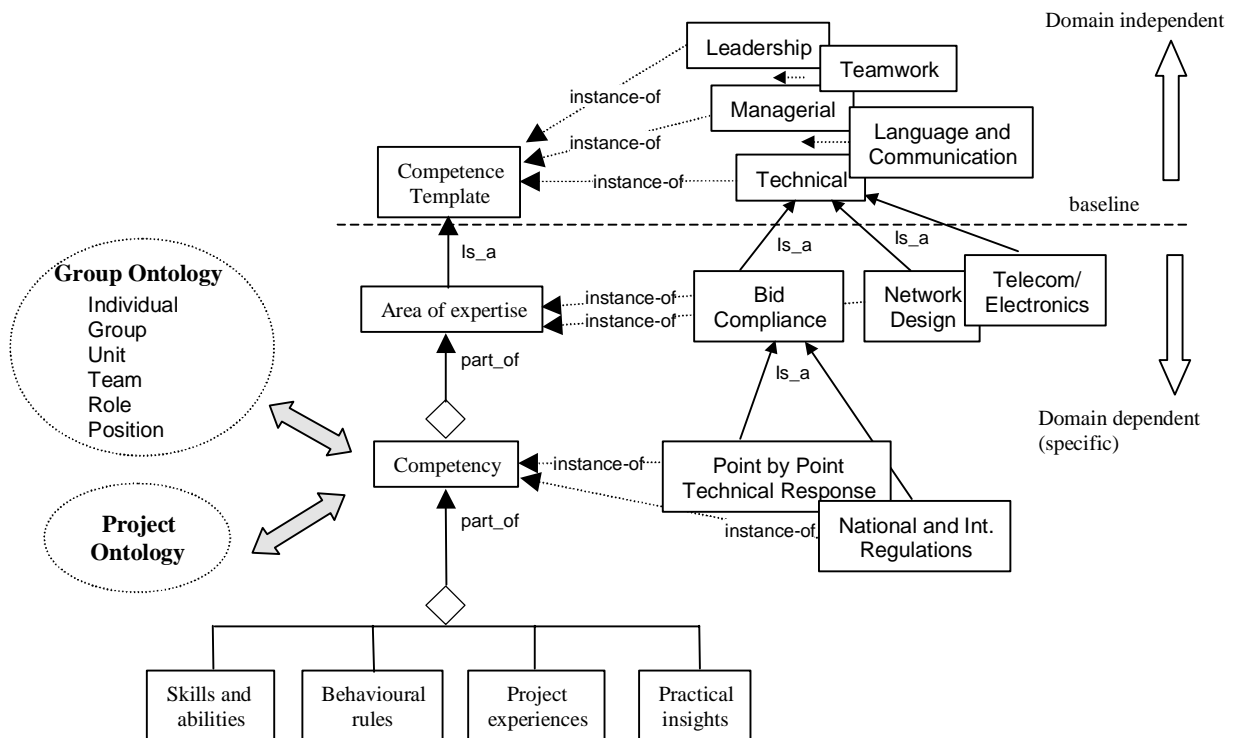 Domain independent
Leadership
Teamwork
instance-of
Managerial
instance-of
Language and
Communication
Competence
Template
instance-of
Technical
baseline
Is_a
Is_a
Is_a
Group Ontology
Individual
Group
Unit
Team
Role
Position
Area of expertise
instance-of
instance-of
Bid
Compliance
Network
Design
Telecom/
Electronics
part_of
Is_a
Domain dependent
(specific)
Competency
instance-of
Point by Point
Technical Response
part_of
instance-of
National and Int.
Regulations
Project
Ontology
Skills and
abilities
Behavioural
rules
Project
experiences
Practical
insights